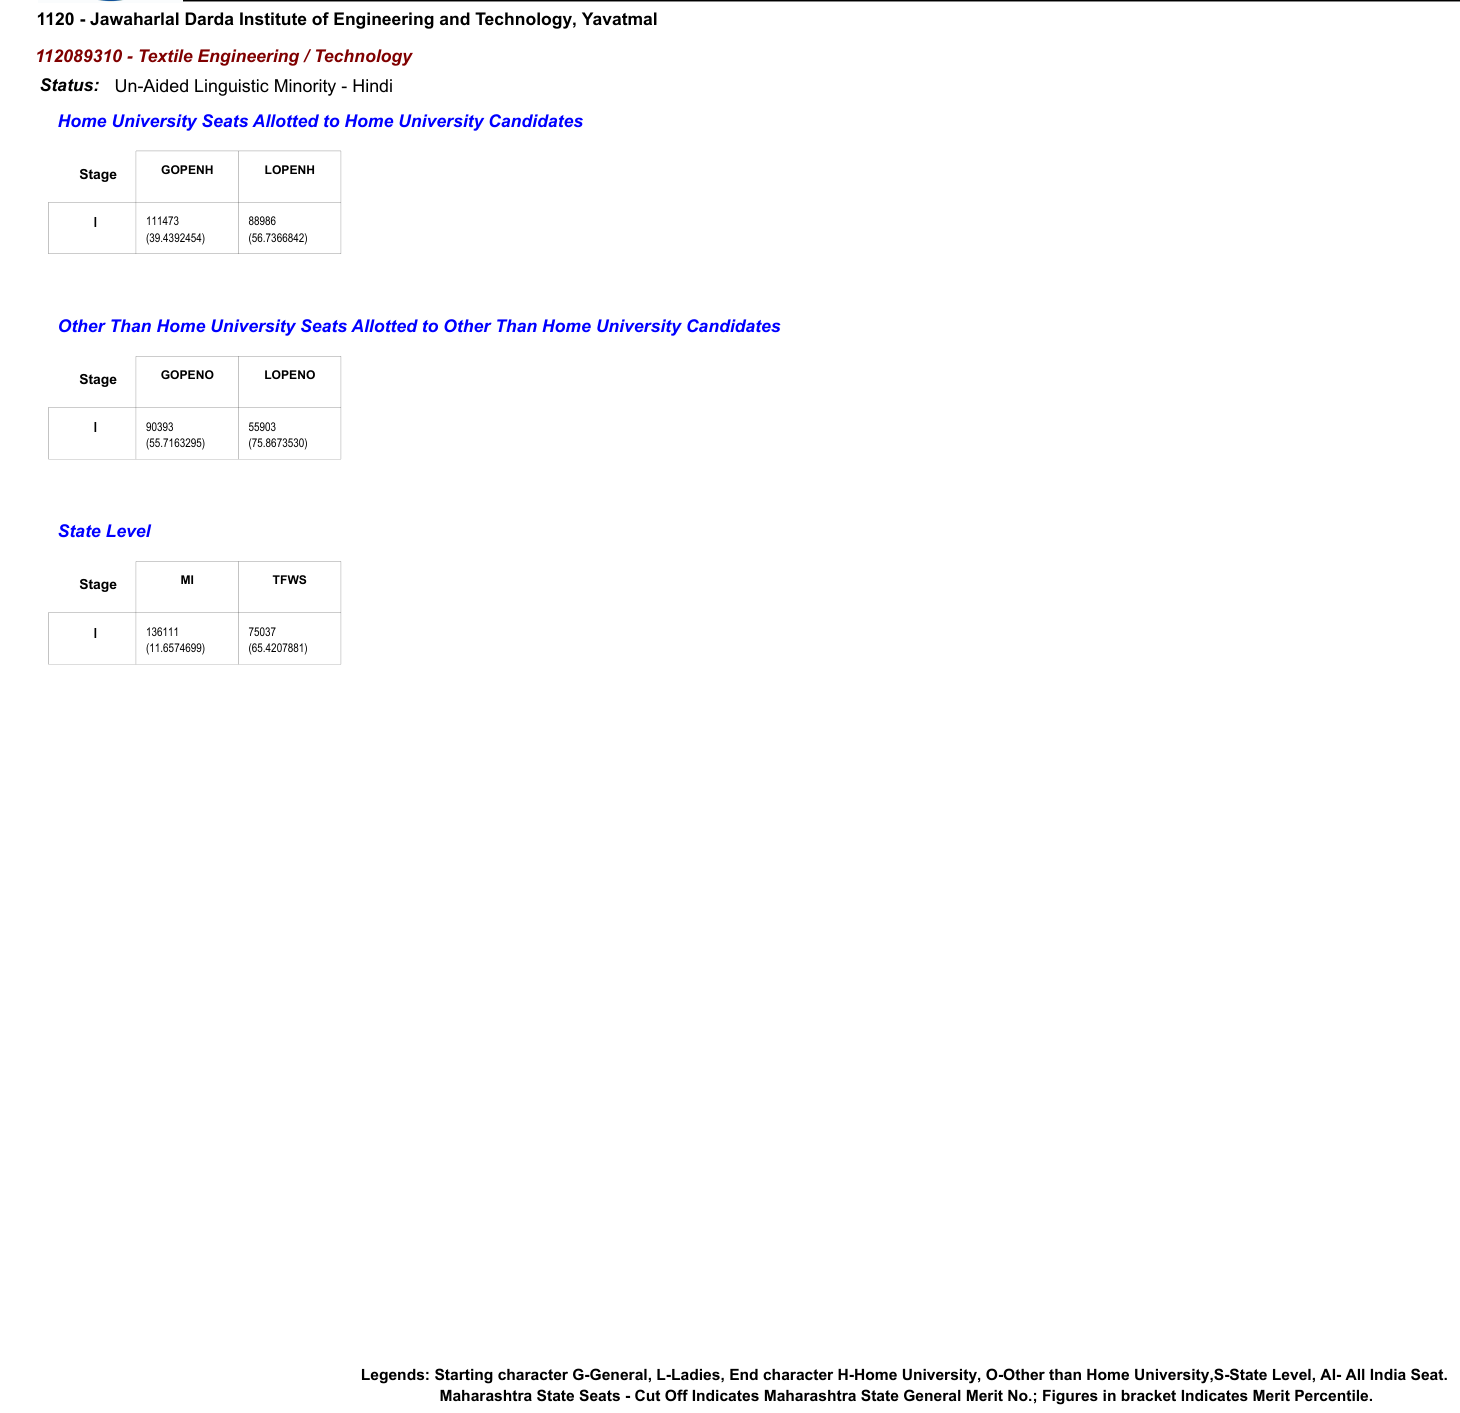 1120 - Jawaharlal Darda Institute of Engineering and Technology, Yavatmal
112089310 - Textile Engineering / Technology
Status: Un-Aided Linguistic Minority - Hindi
Home University Seats Allotted to Home University Candidates
Stage GOPENH LOPENH
I 111473 88986
(39.4392454) (56.7366842)
Other Than Home University Seats Allotted to Other Than Home University Candidates
Stage GOPENO LOPENO
I 90393 55903
(55.7163295) (75.8673530)
State Level
Stage MI TFWS
I 136111 75037
(11.6574699) (65.4207881)
Legends: Starting character G-General, L-Ladies, End character H-Home University, O-Other than Home University,S-State Level, AI- All India Seat.
Maharashtra State Seats - Cut Off Indicates Maharashtra State General Merit No.; Figures in bracket Indicates Merit Percentile.